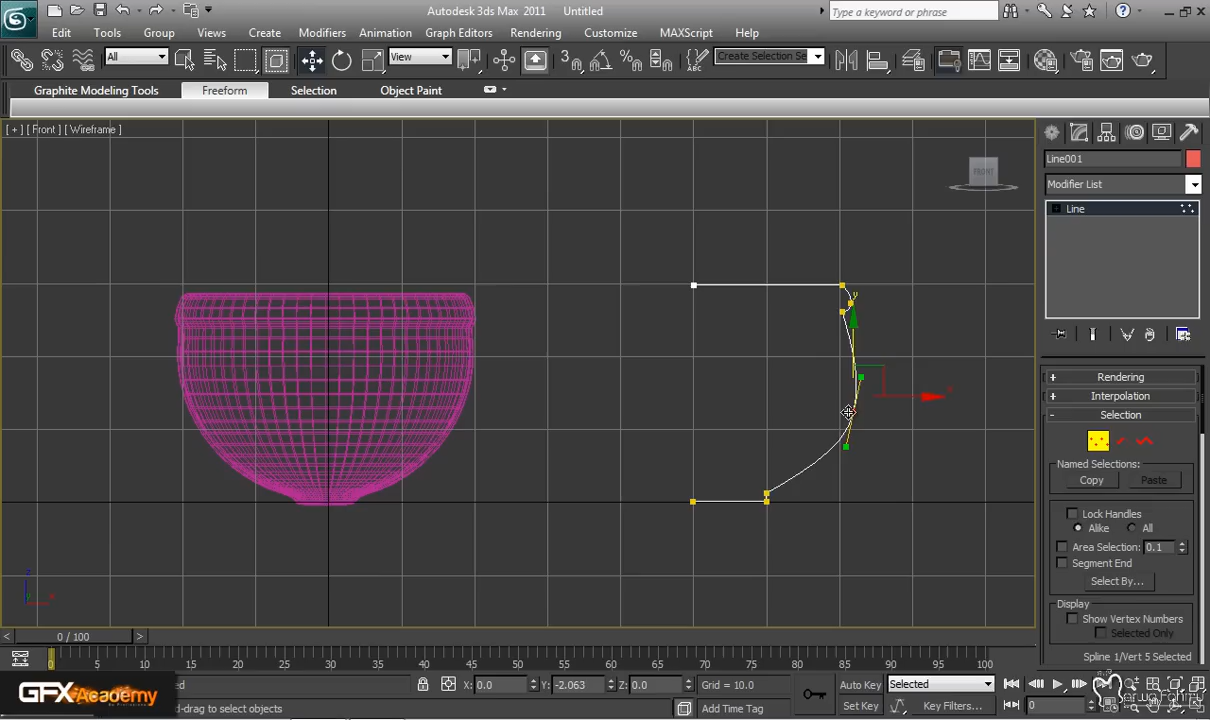 Autodesk 3ds Max 2011 Untitled
Type a keyword or phrase
Edit Tools Group Views Create Modifiers Animation Graph Editors Rendering Customize MAXScript Help
All View Create Selection Se
Graphite Modeling Tools Freeform Selection Object Paint
[ + ] [ Front ] [ Wireframe ]
FRONT
Line001
Modifier List
Line
+ Rendering
+ Interpolation
- Selection
Named Selections:
Copy Paste
Lock Handles
Alike All
Area Selection: 0.1
Segment End
Select By...
Display
Show Vertex Numbers
Selected Only
Spline 1/Vert 5 Selected
y
x
z
x
< 0 / 100 >
0 5 10 15 20 25 30 35 40 45 50 55 60 65 70 75 80 85 90 95 100
GFXAcademy
X: 0.0 Y: -2.063 Z: 0.0 Grid = 10.0
Auto Key Selected
-drag to select objects
Add Time Tag
Set Key Key Filters... 0